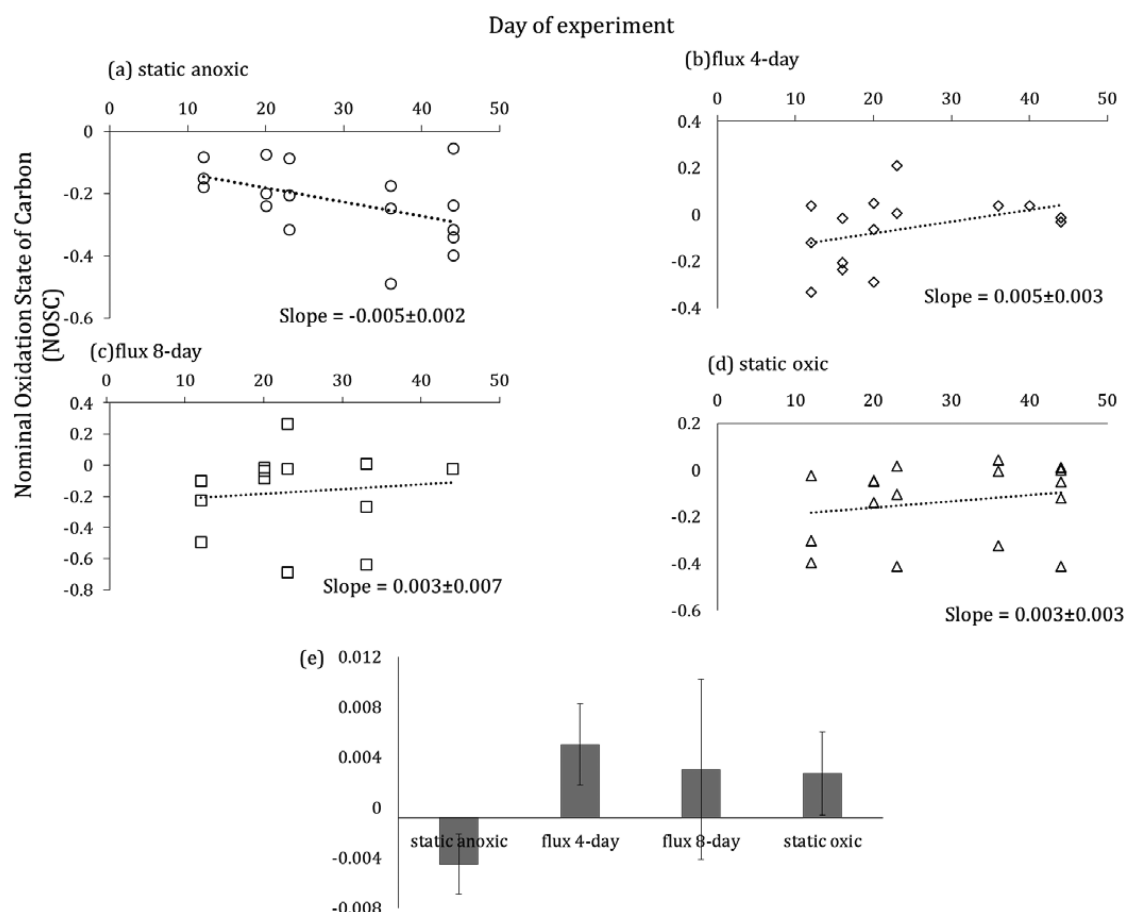 Day of experiment
(a) static anoxic
0 10 20 30 40 50
0
-0.2
-0.4
-0.6
Slope = -0.005±0.002
(b)flux 4-day
0 10 20 30 40 50
0.4
0.2
0
-0.2
-0.4
Slope = 0.005±0.003
Nominal Oxidation State of Carbon
(NOSC)
(c)flux 8-day
0 10 20 30 40 50
0.4
0.2
0
-0.2
-0.4
-0.6
-0.8
Slope = 0.003±0.007
(d) static oxic
0 10 20 30 40 50
0.2
0
-0.2
-0.4
-0.6
Slope = 0.003±0.003
(e)
0.012
0.008
0.004
0
-0.004
-0.008
static anoxic flux 4-day flux 8-day static oxic